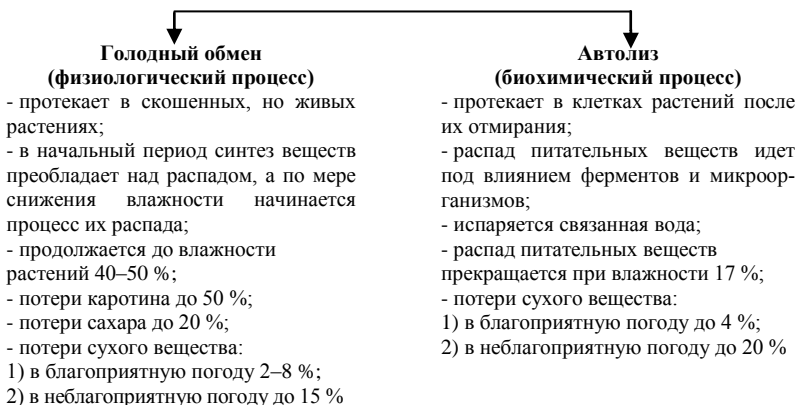 Голодный обмен
(физиологический процесс)
- протекает в скошенных, но живых
растениях;
- в начальный период синтез веществ
преобладает над распадом, а по мере
снижения влажности начинается
процесс их распада;
- продолжается до влажности
растений 40–50 %;
- потери каротина до 50 %;
- потери сахара до 20 %;
- потери сухого вещества:
1) в благоприятную погоду 2–8 %;
2) в неблагоприятную погоду до 15 %
Автолиз
(биохимический процесс)
- протекает в клетках растений после
их отмирания;
- распад питательных веществ идет
под влиянием ферментов и микроор-
ганизмов;
- испаряется связанная вода;
- распад питательных веществ
прекращается при влажности 17 %;
- потери сухого вещества:
1) в благоприятную погоду до 4 %;
2) в неблагоприятную погоду до 20 %